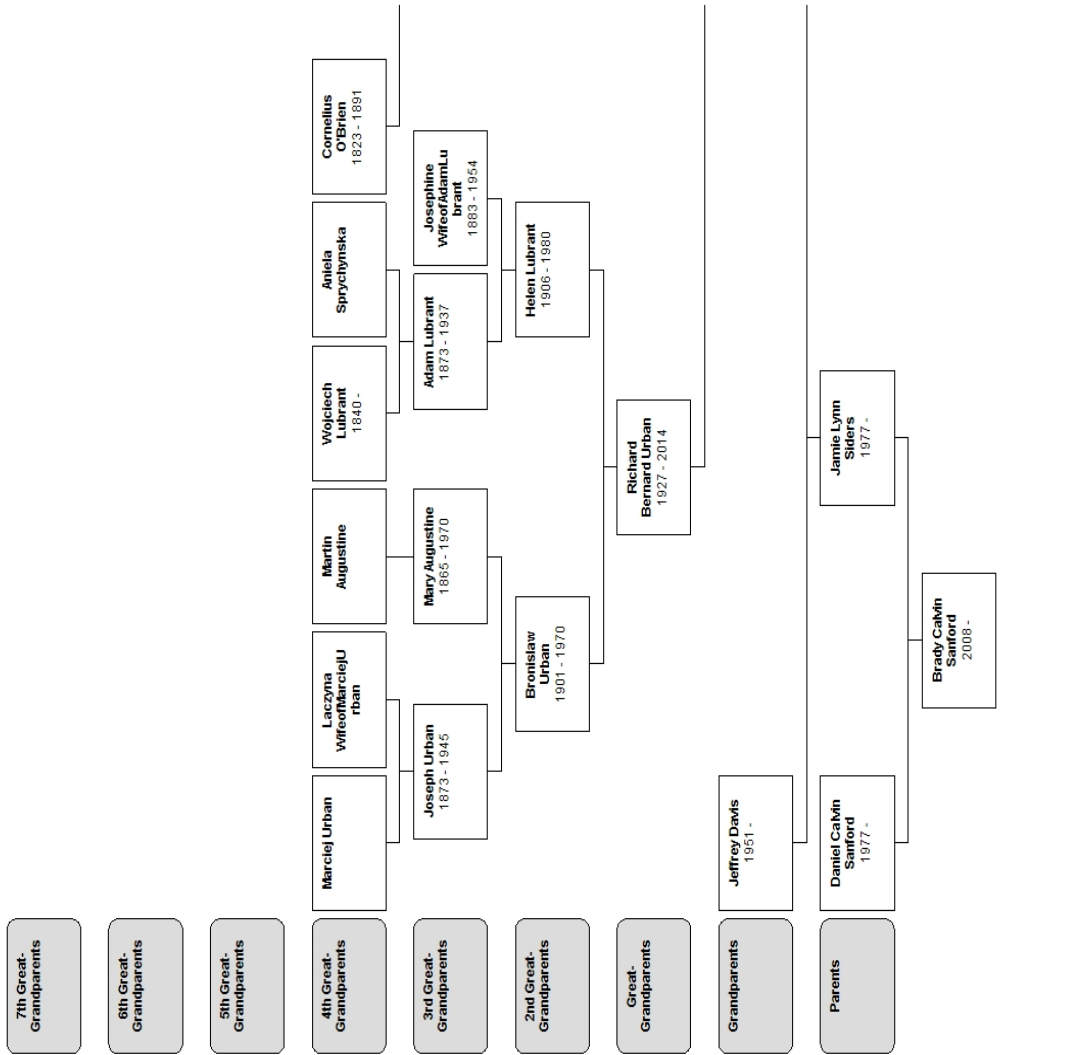 7th Great-
Grandparents
6th Great-
Grandparents
5th Great-
Grandparents
4th Great-
Grandparents
Marciej Urban
Laczyna
WifeofMarciejU
rban
Martin
Augustine
Wojciech
Lubrant
1840 -
Aniela
Sprychynska
Cornelius
O'Brien
1823 - 1891
3rd Great-
Grandparents
Joseph Urban
1873 - 1945
Mary Augustine
1865 - 1970
Adam Lubrant
1873 - 1937
Josephine
WifeofAdamLu
brant
1883 - 1954
2nd Great-
Grandparents
Bronislaw
Urban
1901 - 1970
Helen Lubrant
1906 - 1980
Great-
Grandparents
Richard
Bernard Urban
1927 - 2014
Grandparents
Jeffrey Davis
1951 -
Parents
Daniel Calvin
Sanford
1977 -
Jamie Lynn
Siders
1977 -
Brady Calvin
Sanford
2008 -